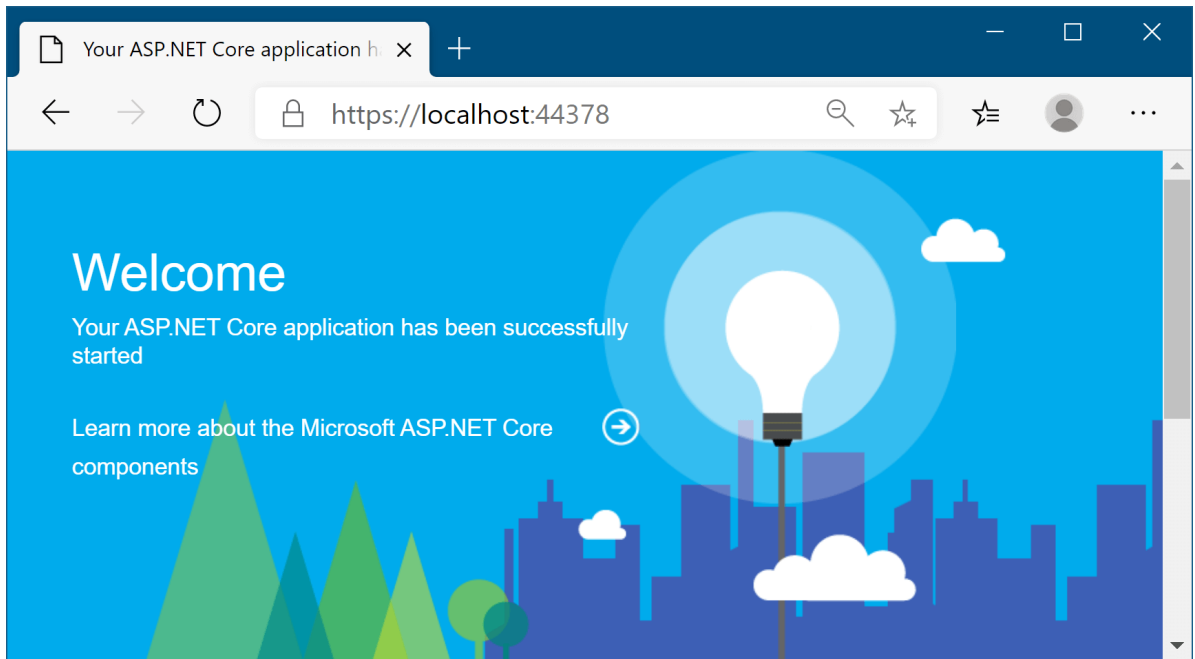 Your ASP.NET Core application h
https://localhost:44378
Welcome
Your ASP.NET Core application has been successfully
started
Learn more about the Microsoft ASP.NET Core
components